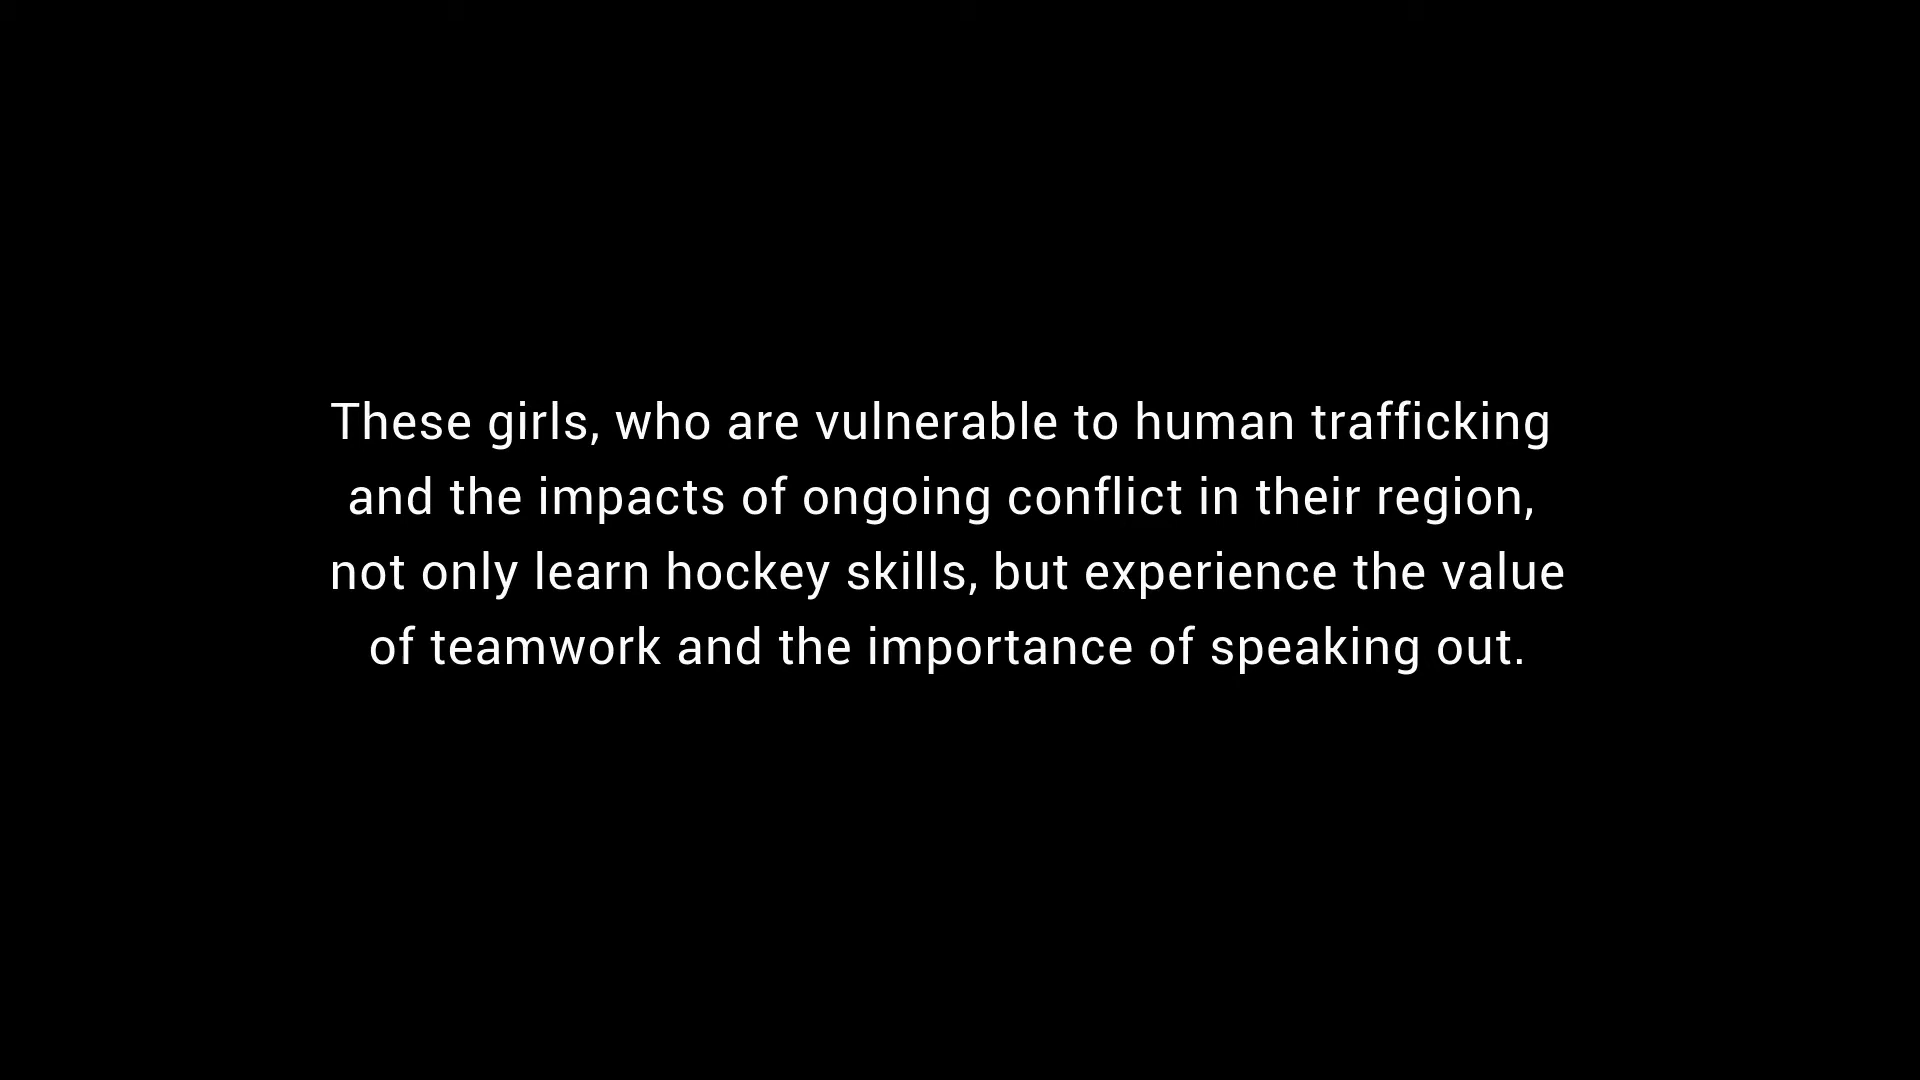 These girls, who are vulnerable to human trafficking
and the impacts of ongoing conflict in their region,
not only learn hockey skills, but experience the value
of teamwork and the importance of speaking out.